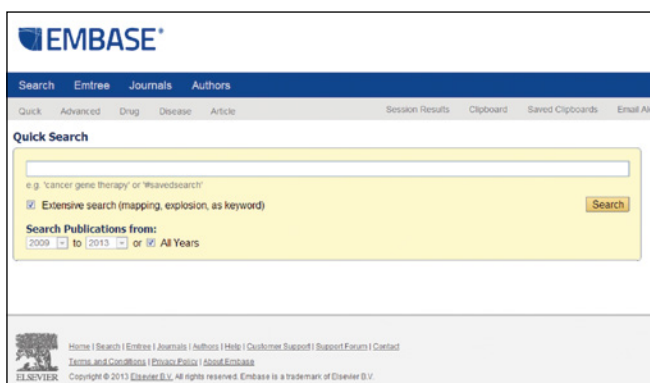 EMBASE®
Search Emtree Journals Authors
Quick Advanced Drug Disease Article Session Results Clipboard Saved Clipboards Email Al
Quick Search
e.g. 'cancer gene therapy' or '#savedsearch'
Extensive search (mapping, explosion, as keyword)
Search
Search Publications from:
2009 to 2013 or All Years
Home | Search | Emtree | Journals | Authors | Help | Customer Support | Support Forum | Contact
Terms and Conditions | Privacy Policy | About Embase
ELSEVIER Copyright © 2013 Elsevier B.V. All rights reserved. Embase is a trademark of Elsevier B.V.